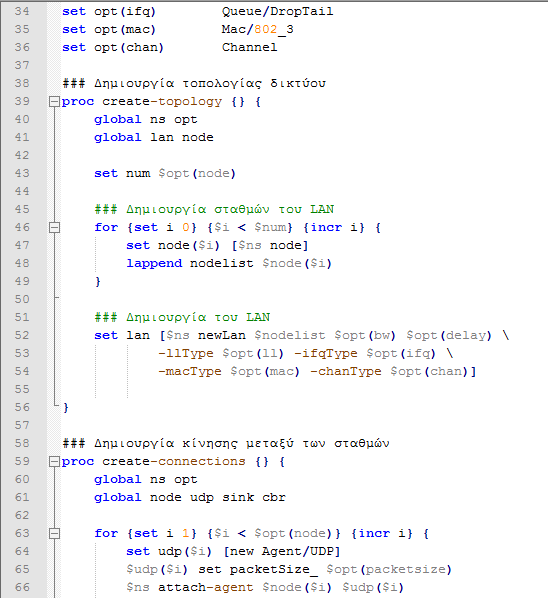 34 set opt(ifq) Queue/DropTail
35 set opt(mac) Mac/802_3
36 set opt(chan) Channel
37
38 ### Δημιουργία τοπολογίας δικτύου
39 proc create-topology {} {
40 global ns opt
41 global lan node
42
43 set num $opt(node)
44
45 ### Δημιουργία σταθμών του LAN
46 for {set i 0} {$i < $num} {incr i} {
47 set node($i) [$ns node]
48 lappend nodelist $node($i)
49 }
50
51 ### Δημιουργία του LAN
52 set lan [$ns newLan $nodelist $opt(bw) $opt(delay) \
53 -llType $opt(ll) -ifqType $opt(ifq) \
54 -macType $opt(mac) -chanType $opt(chan)]
55
56 }
57
58 ### Δημιουργία κίνησης μεταξύ των σταθμών
59 proc create-connections {} {
60 global ns opt
61 global node udp sink cbr
62
63 for {set i 1} {$i < $opt(node)} {incr i} {
64 set udp($i) [new Agent/UDP]
65 $udp($i) set packetSize_ $opt(packetsize)
66 $ns attach-agent $node($i) $udp($i)